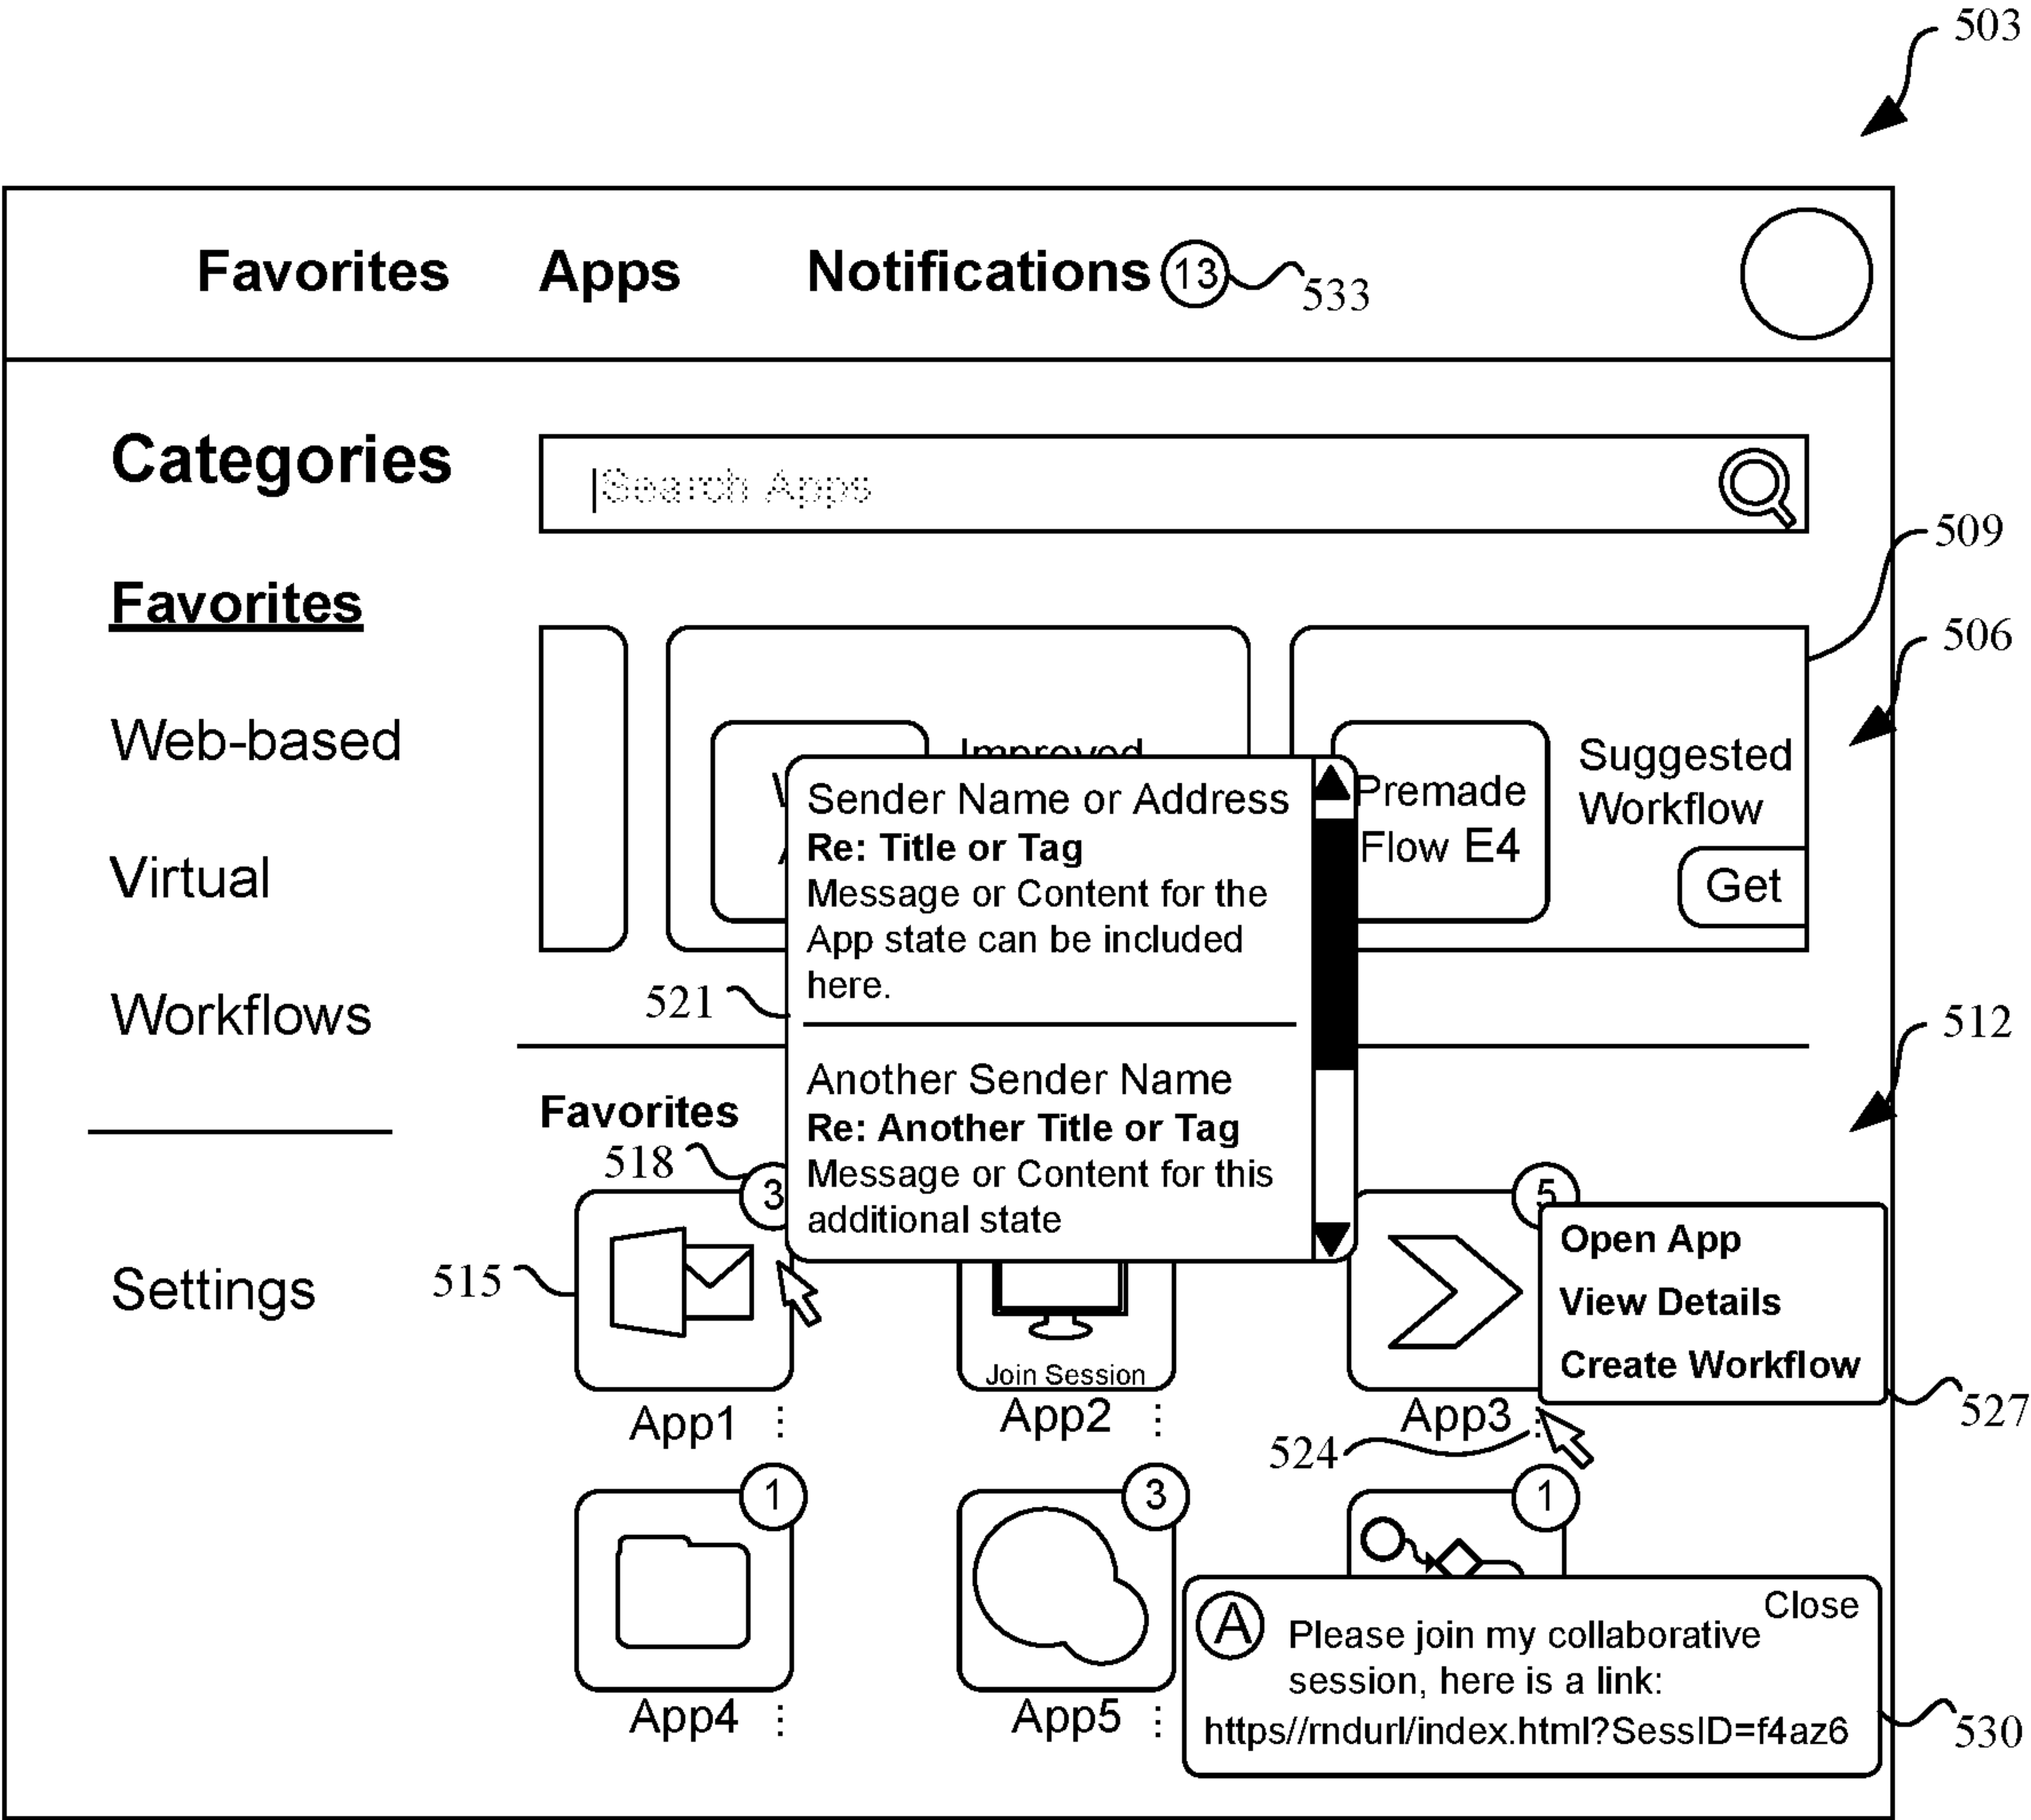 503
Favorites Apps Notifications 13
533
Categories
Search Apps
509
Favorites
506
Web-based
Improved
Suggested
Workflow
Premade
Flow E4
Get
Virtual
Workflows
Sender Name or Address
Re: Title or Tag
Message or Content for the
App state can be included
here.
521
Another Sender Name
Re: Another Title or Tag
Message or Content for this
additional state
512
Favorites
518
3
5
515
Settings
Join Session
Open App
View Details
Create Workflow
527
App1
App2
App3
524
1
3
1
App4
App5
A
Close
Please join my collaborative
session, here is a link:
https//rndurl/index.html?SessID=f4az6
530